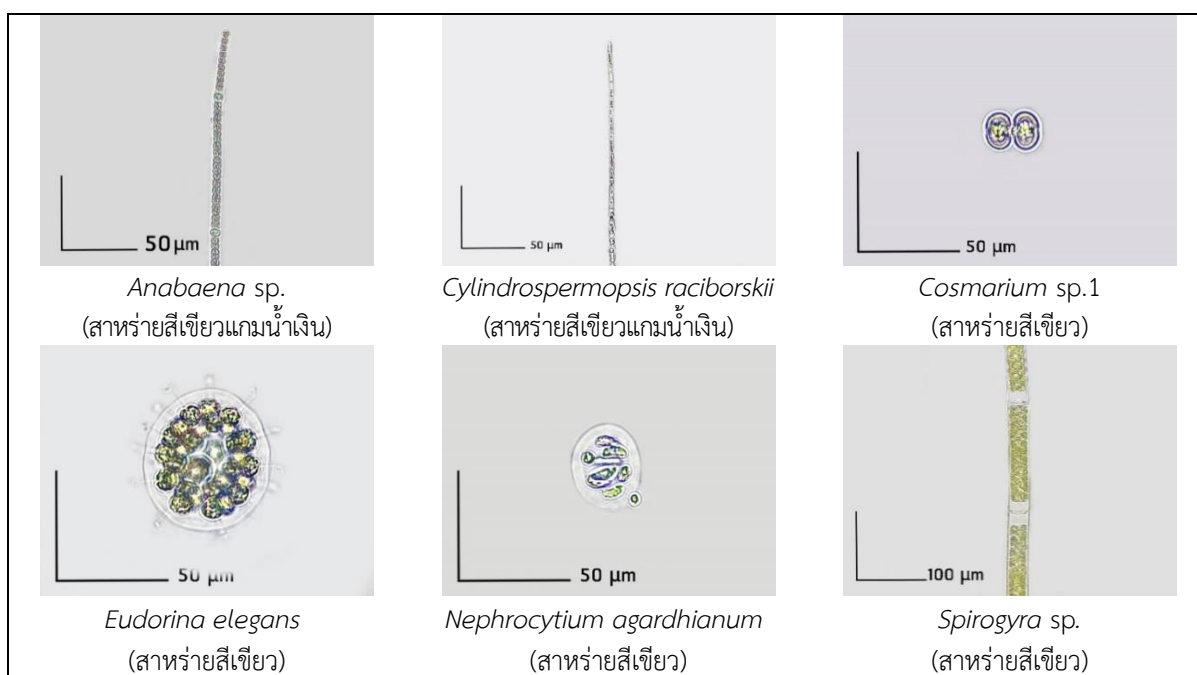 50 µm
50 µm
50 µm
Anabaena sp.
Cylindrospermopsis raciborskii
Cosmarium sp.1
(สาหร่ายสีเขียวแกมน้ำเงิน)
(สาหร่ายสีเขียวแกมน้ำเงิน)
(สาหร่ายสีเขียว)
50 µm
50 µm
100 µm
Eudorina elegans
Nephrocytium agardhianum
Spirogyra sp.
(สาหร่ายสีเขียว)
(สาหร่ายสีเขียว)
(สาหร่ายสีเขียว)